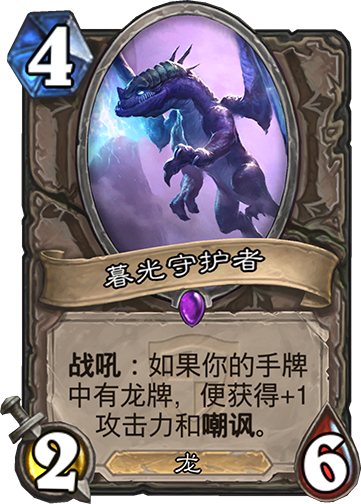 4
暮光守护者
战吼：如果你的手牌
中有龙牌，便获得+1
攻击力和嘲讽。
2
龙
6